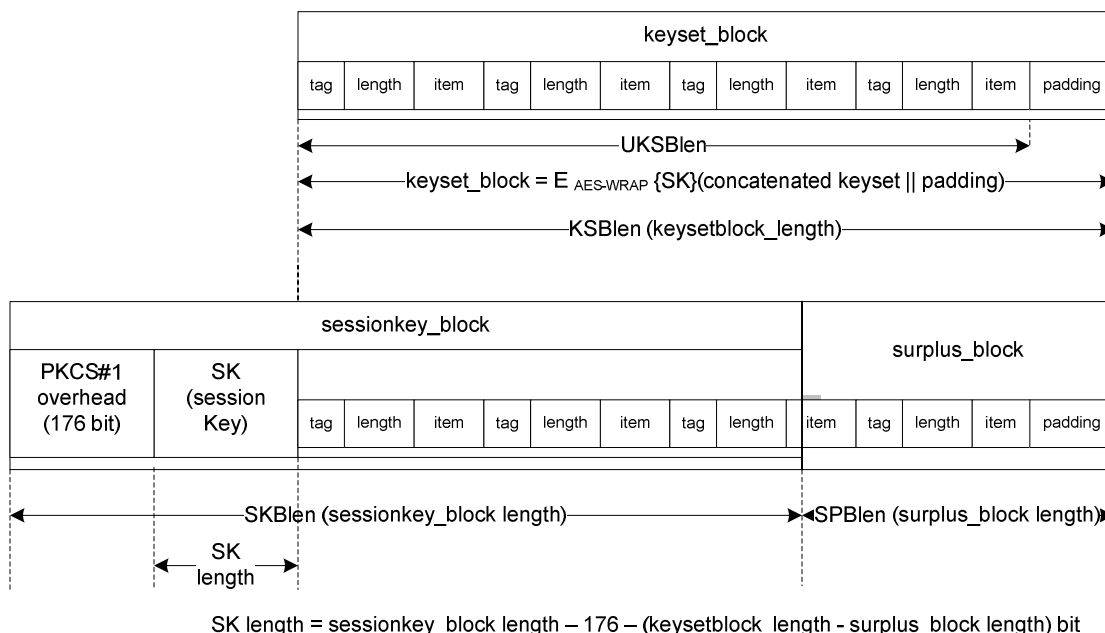 keyset_block
tag length item tag length item tag length item tag length item padding
UKSBlen
keyset_block = E AES-WRAP {SK}(concatenated keyset || padding)
KSBlen (keysetblock_length)
sessionkey_block
surplus_block
PKCS#1
overhead
(176 bit)
SK
(session
Key)
tag length item tag length item tag length item tag length item padding
SKBlen (sessionkey_block length)
SPBlen (surplus_block length)
SK
length
SK length = sessionkey_block length – 176 – (keysetblock_length - surplus_block length) bit